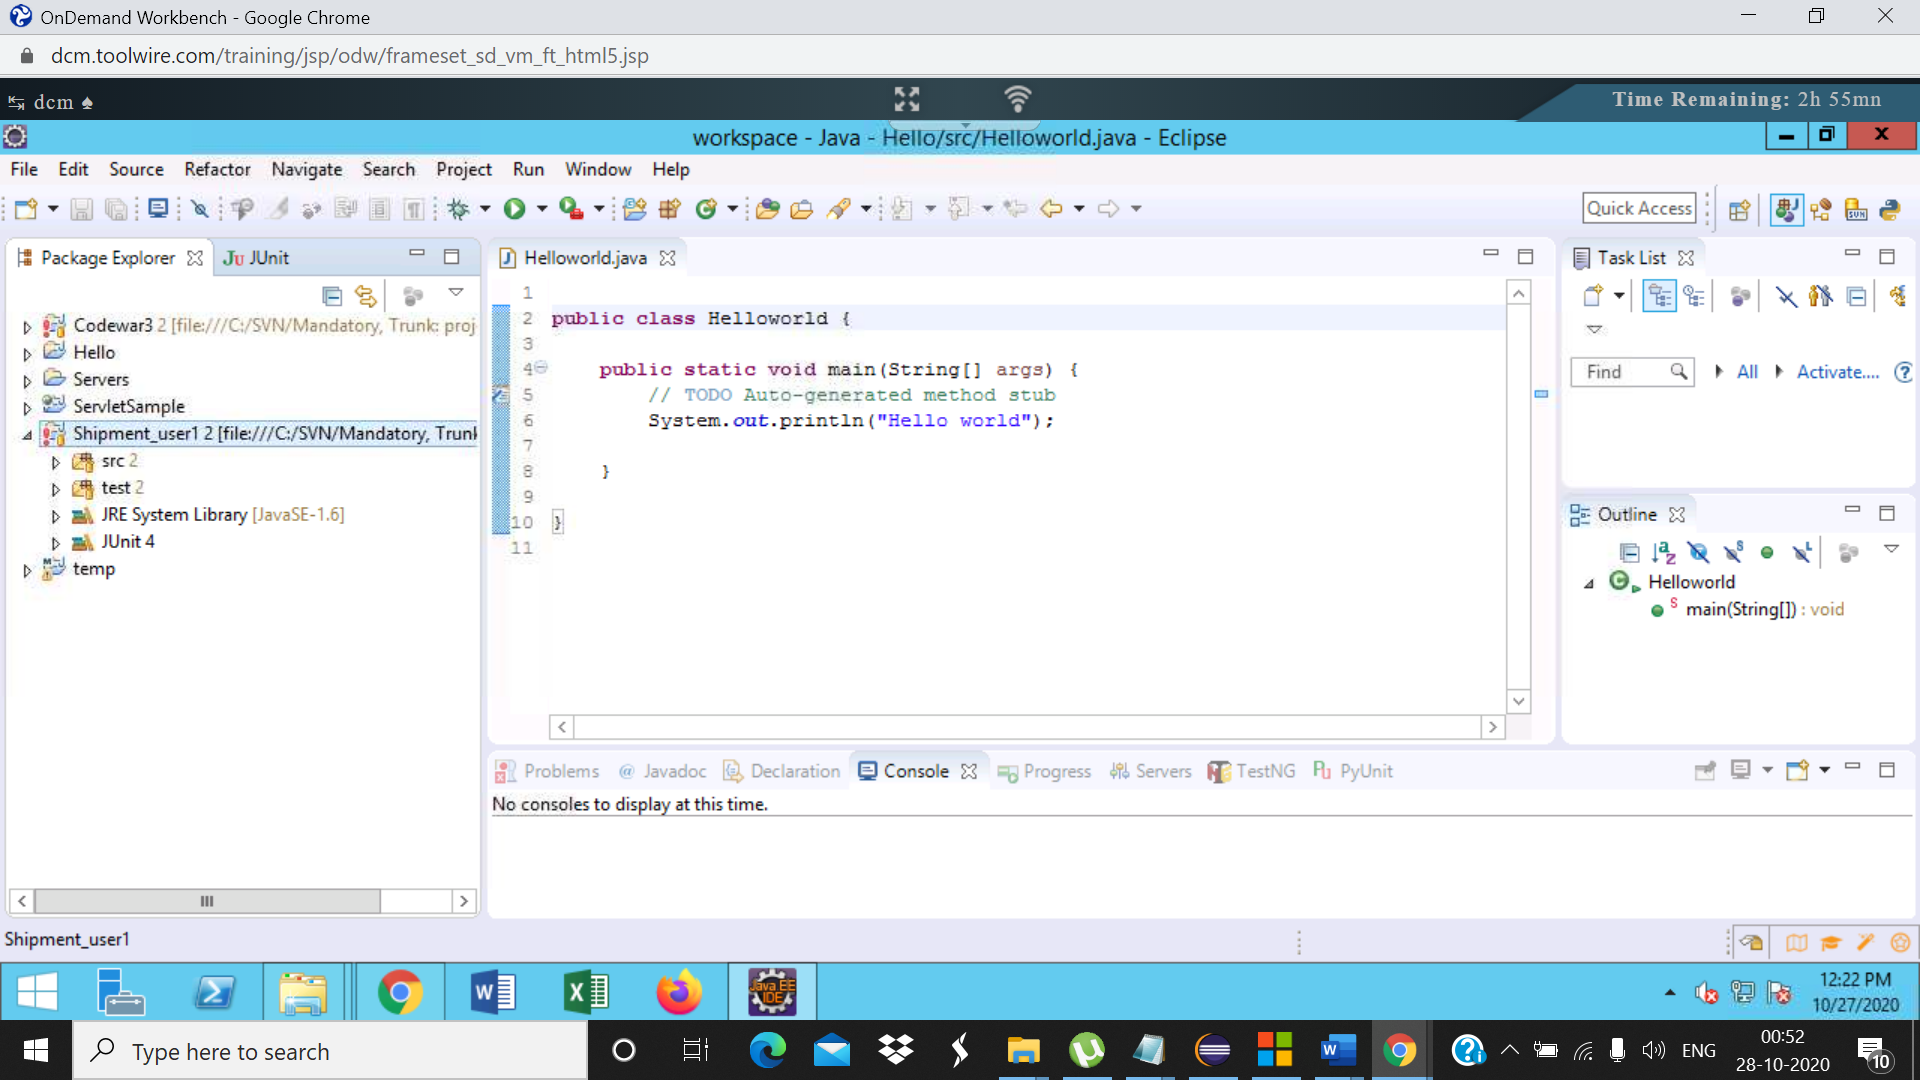 OnDemand Workbench - Google Chrome
dcm.toolwire.com/training/jsp/odw/frameset_sd_vm_ft_html5.jsp
dcm ♠
Time Remaining: 2h 55mn
workspace - Java - Hello/src/Helloworld.java - Eclipse
File Edit Source Refactor Navigate Search Project Run Window Help
Quick Access
Package Explorer
JUnit
Codewar3 2 [file:///C:/SVN/Mandatory, Trunk: proj
Hello
Servers
ServletSample
Shipment_user1 2 [file:///C:/SVN/Mandatory, Trunk
src 2
test 2
JRE System Library [JavaSE-1.6]
JUnit 4
temp
Helloworld.java
1
2 public class Helloworld {
3
4 public static void main(String[] args) {
5 // TODO Auto-generated method stub
6 System.out.println("Hello world");
7
8 }
9
10 }
11
Task List
Find
All
Activate....
Outline
Helloworld
main(String[]) : void
Problems @ Javadoc Declaration Console Progress Servers TestNG PyUnit
No consoles to display at this time.
Shipment_user1
12:22 PM
10/27/2020
Type here to search
ENG
00:52
28-10-2020
10